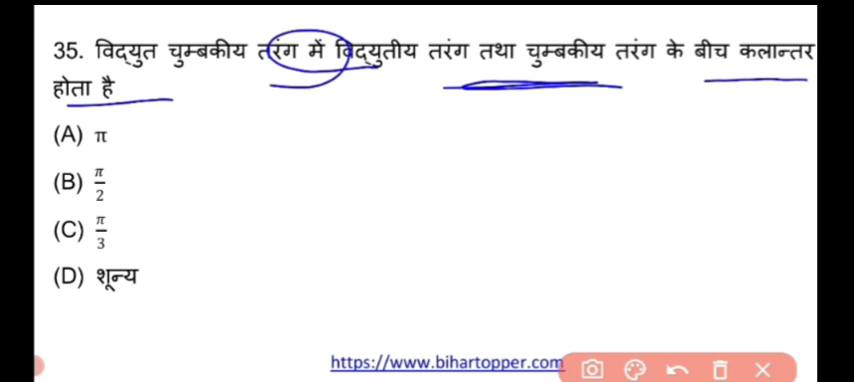 35. विद्युत चुम्बकीय तरंग में विद्युतीय तरंग तथा चुम्बकीय तरंग के बीच कलान्तर
होता है
(A) π
(B) π/2
(C) π/3
(D) शून्य
https://www.bihartopper.com